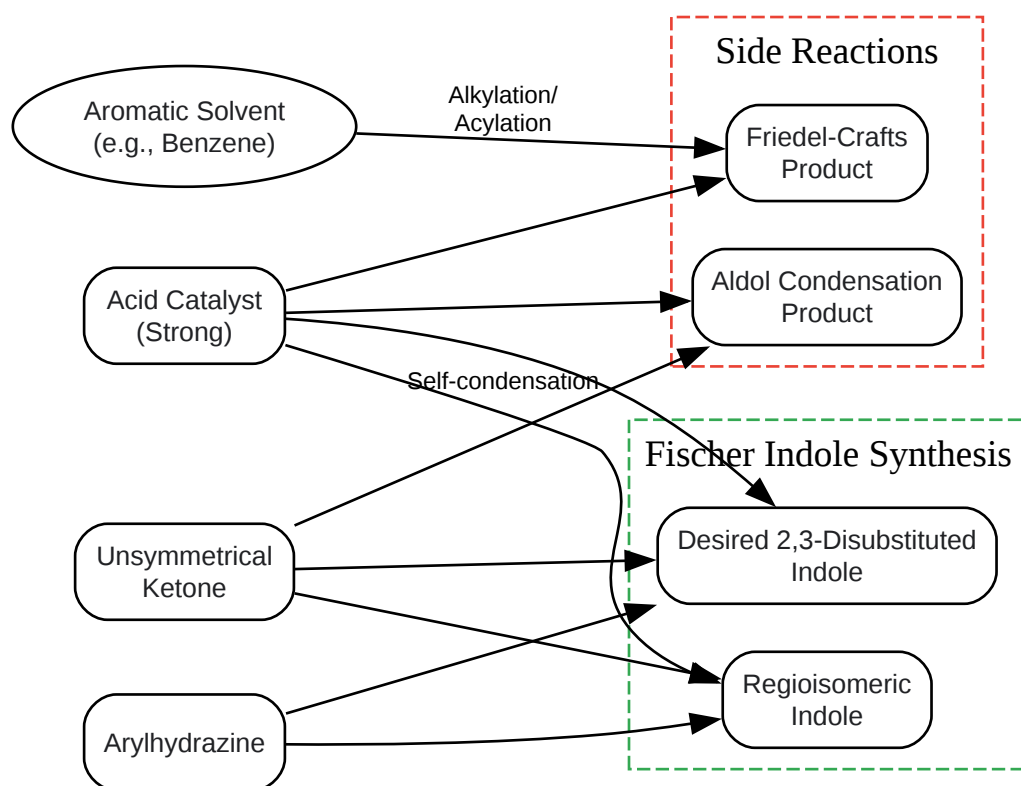 Side Reactions
Aromatic Solvent
(e.g., Benzene)
Alkylation/
Acylation
Friedel-Crafts
Product
Acid Catalyst
(Strong)
Aldol Condensation
Product
Self-condensation
Fischer Indole Synthesis
Unsymmetrical
Ketone
Desired 2,3-Disubstituted
Indole
Arylhydrazine
Regioisomeric
Indole